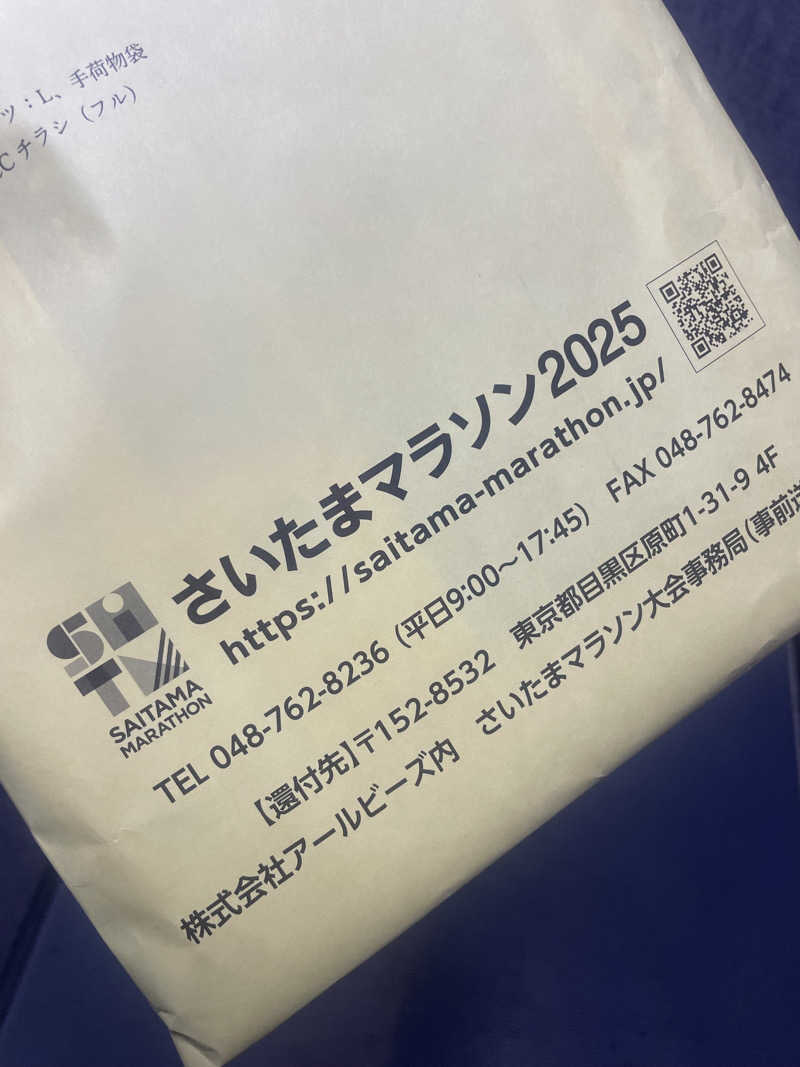 ツ：L、手荷物袋
Cチラシ（フル）
さいたまマラソン2025
https://saitama-marathon.jp/
SAITAMA
MARATHON
TEL 048-762-8236（平日9:00～17:45） FAX 048-762-8474
【還付先】〒152-8532 東京都目黒区原町1-31-9 4F
株式会社アールビーズ内 さいたまマラソン大会事務局（事前送